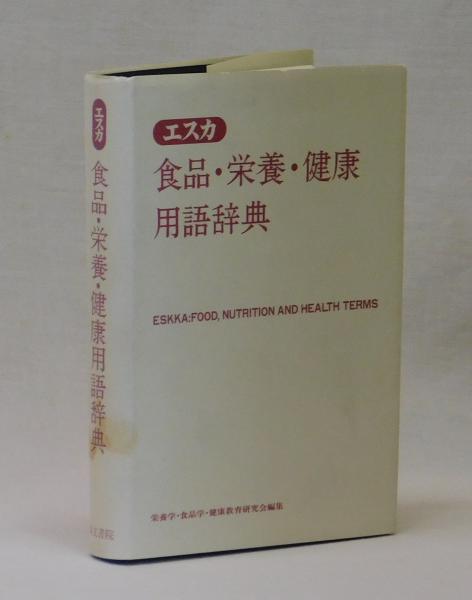 エスカ
食品・栄養・健康
用語辞典
ESKKA:FOOD, NUTRITION AND HEALTH TERMS
栄養学・食品学・健康教育研究会編集
エスカ
食品・栄養・健康用語辞典
書院